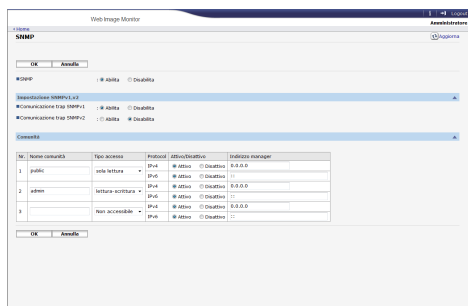 Logout
Web Image Monitor
Amministratore
Home
SNMP
Aggiorna
OK Annulla
SNMP : Abilita Disabilita
Impostazione SNMPv1,v2
Comunicazione trap SNMPv1 : Abilita Disabilita
Comunicazione trap SNMPv2 : Abilita Disabilita
Comunità
Nr. Nome comunità Tipo accesso Protocol Attivo/Disattivo Indirizzo manager
1 public sola lettura IPv4 Attivo Disattivo 0.0.0.0
IPv6 Attivo Disattivo ::
2 admin lettura-scrittura IPv4 Attivo Disattivo 0.0.0.0
IPv6 Attivo Disattivo ::
3 Non accessibile IPv4 Attivo Disattivo 0.0.0.0
IPv6 Attivo Disattivo ::
OK Annulla